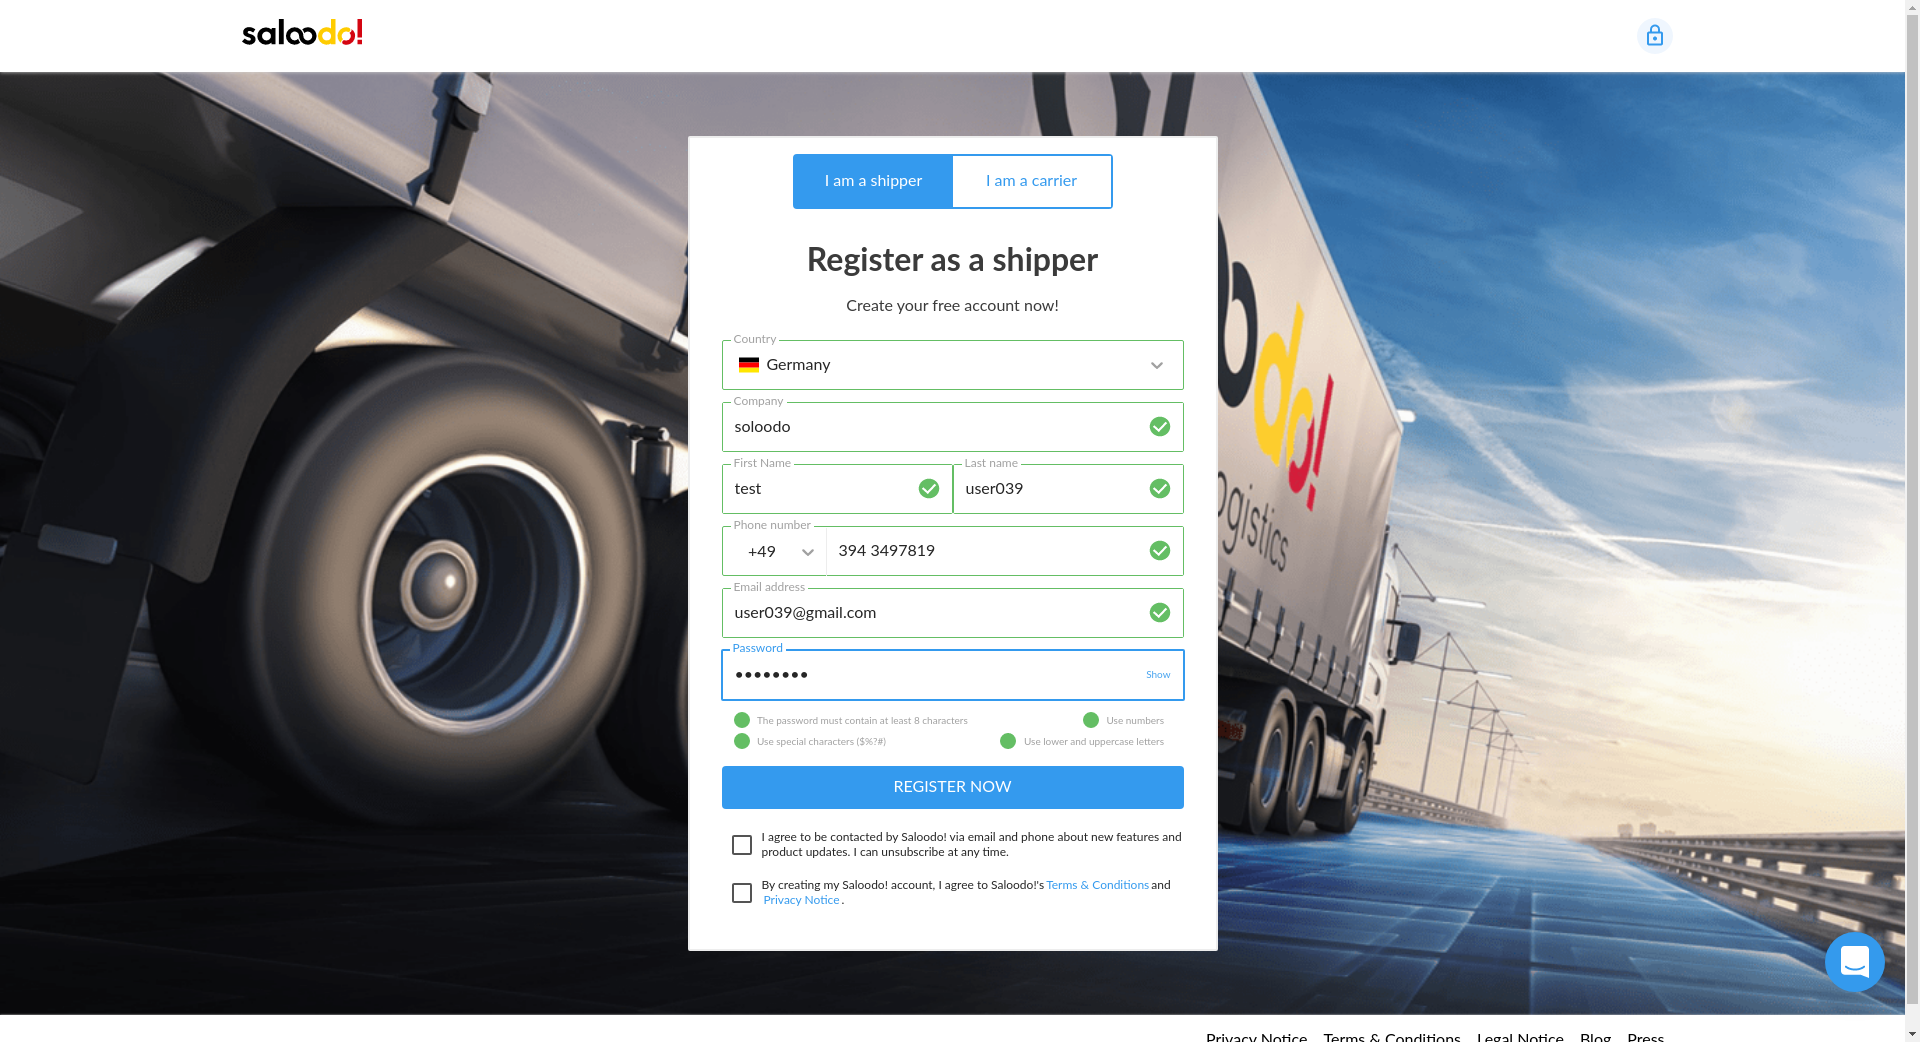 saloodo!
I am a shipper
I am a carrier
Register as a shipper
Create your free account now!
Country
Germany
Company
soloodo
First Name
Last name
test
user039
Phone number
+49
394 3497819
Email address
user039@gmail.com
Password
••••••••
Show
The password must contain at least 8 characters
Use numbers
Use special characters ($%?#)
Use lower and uppercase letters
REGISTER NOW
I agree to be contacted by Saloodo! via email and phone about new features and
product updates. I can unsubscribe at any time.
By creating my Saloodo! account, I agree to Saloodo!'s Terms & Conditions and
Privacy Notice .
Privacy Notice Terms & Conditions Legal Notice Blog Press